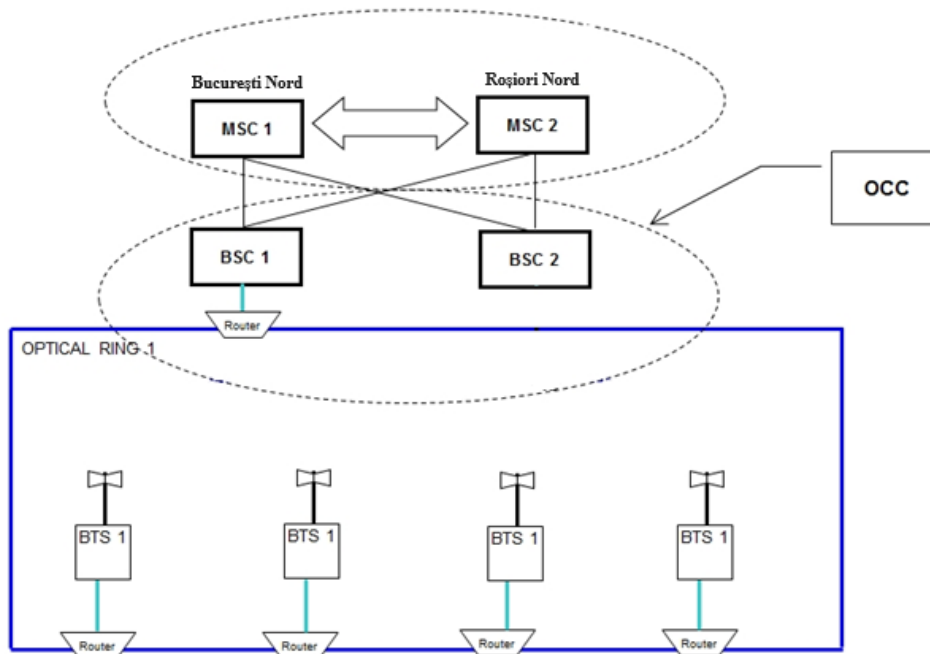 București Nord
Roșiori Nord
MSC 1
MSC 2
OCC
BSC 1
BSC 2
Router
OPTICAL RING 1
BTS 1
BTS 1
BTS 1
BTS 1
Router
Router
Router
Router